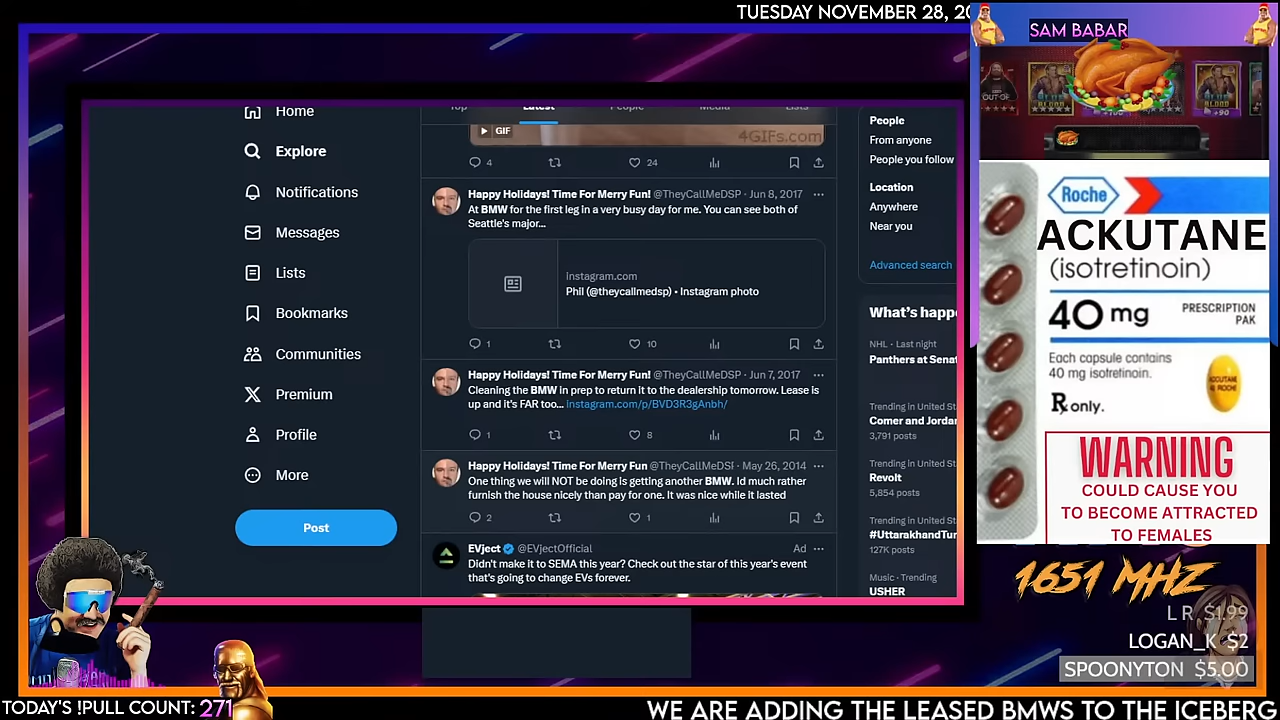 TUESDAY NOVEMBER 28, 20
SAM BABAR
Home
Explore
Notifications
Messages
Lists
Bookmarks
Communities
Premium
Profile
More
Post
Top Latest People Media Lists
GIF
4GIFs.com
4 24
Happy Holidays! Time For Merry Fun! @TheyCallMeDSP · Jun 8, 2017
At BMW for the first leg in a very busy day for me. You can see both of
Seattle's major...
Instagram.com
Phil (@theycallmedsp) • Instagram photo
1 10
Happy Holidays! Time For Merry Fun! @TheyCallMeDSP · Jun 7, 2017
Cleaning the BMW in prep to return it to the dealership tomorrow. Lease is
up and it's FAR too... instagram.com/p/BVD3R3gAnbh/
1 8
Happy Holidays! Time For Merry Fun @TheyCallMeDSI · May 26, 2014
One thing we will NOT be doing is getting another BMW. Id much rather
furnish the house nicely than pay for one. It was nice while it lasted
2 1
EVject @EVjectOfficial Ad
Didn't make it to SEMA this year? Check out the star of this year's event
that's going to change EVs forever.
People
From anyone
People you follow
Location
Anywhere
Near you
Advanced search
What's happe
NHL · Last night
Panthers at Senat
Trending in United St
Comer and Jordar
3,791 posts
Trending in United St
Revolt
5,854 posts
Trending in United St
#UttarakhandTur
127K posts
Music · Trending
USHER
Roche
ACKUTANE
(isotretinoin)
40 mg
PRESCRIPTION
PAK
Each capsule contains
40 mg isotretinoin.
Rx only.
WARNING
COULD CAUSE YOU
TO BECOME ATTRACTED
TO FEMALES
1651 MHZ
L R $1.99
LOGAN_K $2
SPOONYTON $5.00
TODAY'S !PULL COUNT: 271
WE ARE ADDING THE LEASED BMWS TO THE ICEBERG